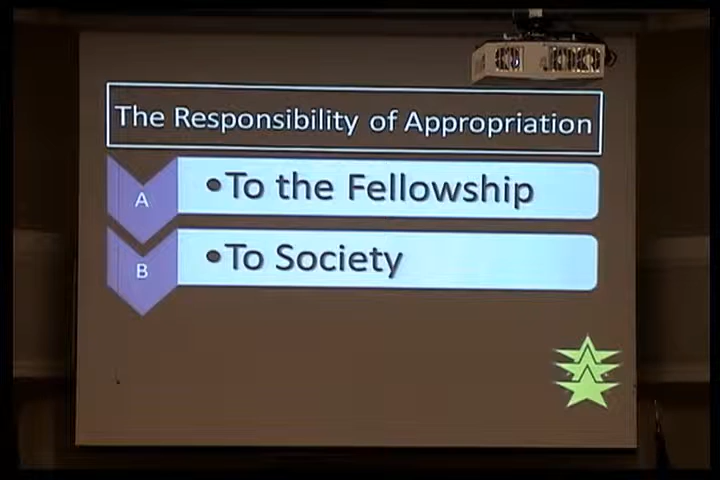 The Responsibility of Appropriation
A
•To the Fellowship
B
•To Society